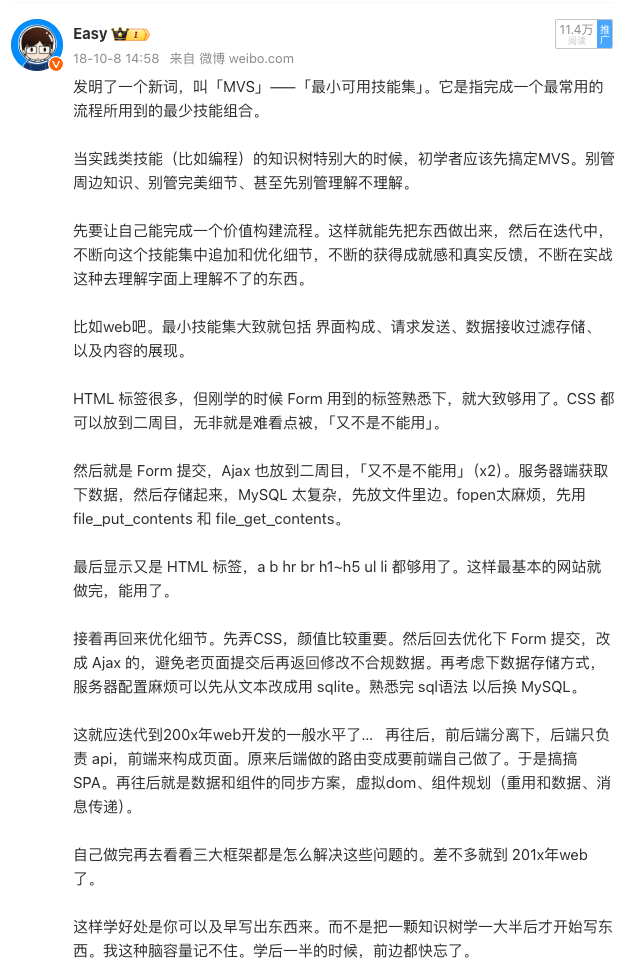 Easy 1
11.4万
阅读
推广
18-10-8 14:58 来自 微博 weibo.com
发明了一个新词，叫「MVS」——「最小可用技能集」。它是指完成一个最常用的
流程所用到的最少技能组合。
当实践类技能（比如编程）的知识树特别大的时候，初学者应该先搞定MVS。别管
周边知识、别管完美细节、甚至先别管理解不理解。
先要让自己能完成一个价值构建流程。这样就能先把东西做出来，然后在迭代中，
不断向这个技能集中追加和优化细节，不断的获得成就感和真实反馈，不断在实战
这种去理解字面上理解不了的东西。
比如web吧。最小技能集大致就包括 界面构成、请求发送、数据接收过滤存储、
以及内容的展现。
HTML 标签很多，但刚学的时候 Form 用到的标签熟悉下，就大致够用了。CSS 都
可以放到二周目，无非就是难看点被，「又不是不能用」。
然后就是 Form 提交，Ajax 也放到二周目，「又不是不能用」（x2）。服务器端获取
下数据，然后存储起来，MySQL 太复杂，先放文件里边。fopen太麻烦，先用
file_put_contents 和 file_get_contents。
最后显示又是 HTML 标签，a b hr br h1~h5 ul li 都够用了。这样最基本的网站就
做完，能用了。
接着再回来优化细节。先弄CSS，颜值比较重要。然后回去优化下 Form 提交，改
成 Ajax 的，避免老页面提交后再返回修改不合规数据。再考虑下数据存储方式，
服务器配置麻烦可以先从文本改成用 sqlite。熟悉完 sql语法 以后换 MySQL。
这就应迭代到200x年web开发的一般水平了... 再往后，前后端分离下，后端只负
责 api，前端来构成页面。原来后端做的路由变成要前端自己做了。于是搞搞
SPA。再往后就是数据和组件的同步方案，虚拟dom、组件规划（重用和数据、消
息传递）。
自己做完再去看看三大框架都是怎么解决这些问题的。差不多就到 201x年web
了。
这样学好处是你可以及早写出东西来。而不是把一颗知识树学一大半后才开始写东
西。我这种脑容量记不住。学后一半的时候，前边都快忘了。